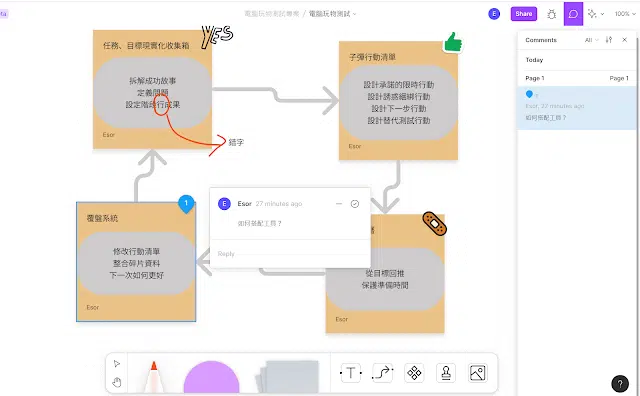 eta
電腦玩物測試專案 / 電腦玩物測試
E
Share
100%
Comments
All
Today
Page 1 Page 1
Esor, 27 minutes ago
如何搭配工具？
任務、目標現實化收集箱
YES
拆解成功故事
定義問題
設定階段行成果
Esor
錯字
子彈行動清單
設計承諾的限時行動
設計誘惑綑綁行動
設計下一步行動
設計替代測試行動
Esor
1
覆盤系統
修改行動清單
整合碎片資料
下一次如何更好
Esor
E Esor 27 minutes ago
如何搭配工具？
Reply
從目標回推
保護準備時間
Esor
T
?